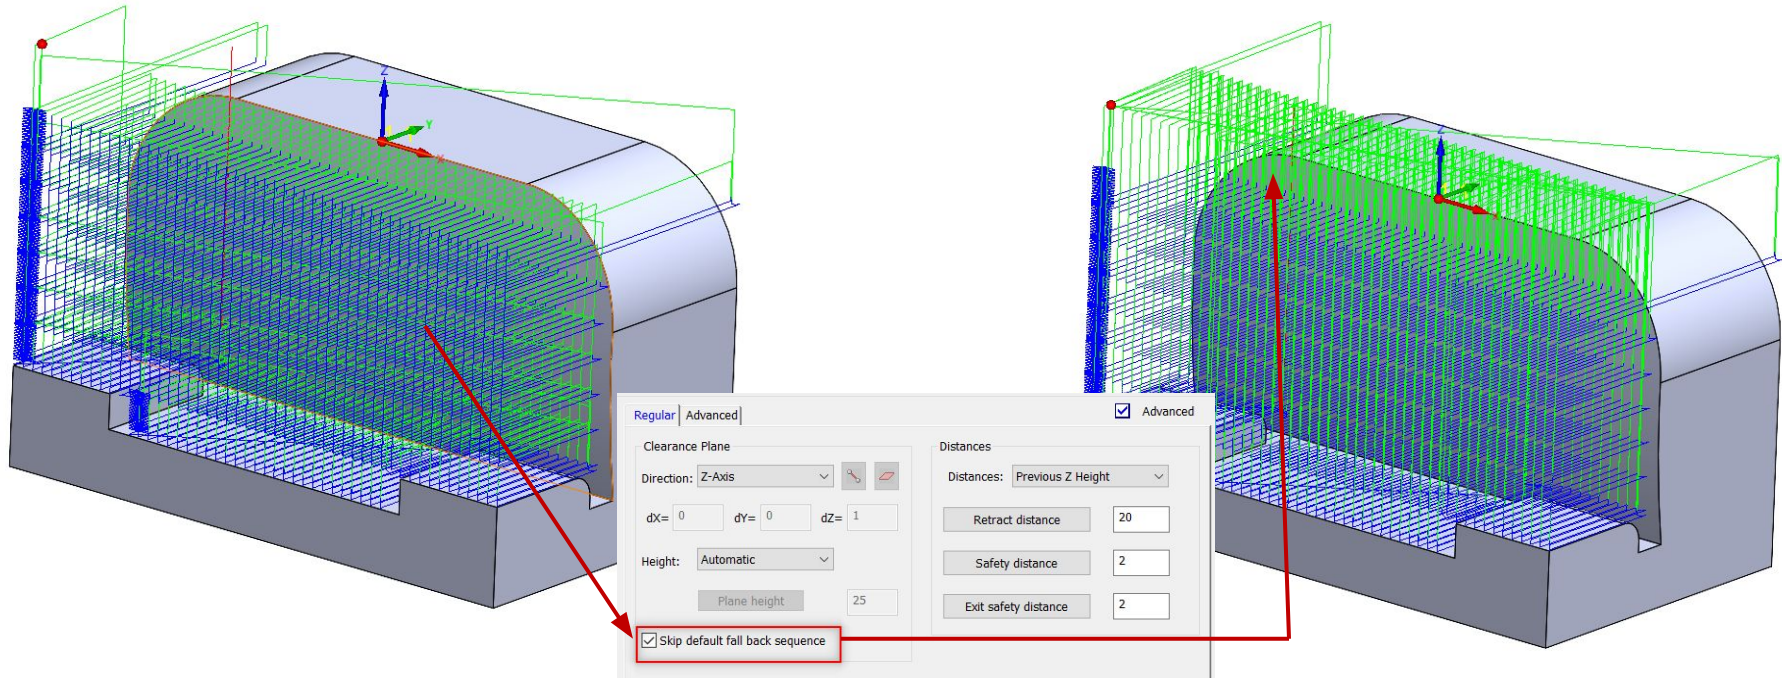 Z
Y
X
Z
Regular Advanced Advanced
Clearance Plane
Direction: Z-Axis
dX= 0 dY= 0 dZ= 1
Height: Automatic
Plane height 25
Skip default fall back sequence
Distances
Distances: Previous Z Height
Retract distance 20
Safety distance 2
Exit safety distance 2